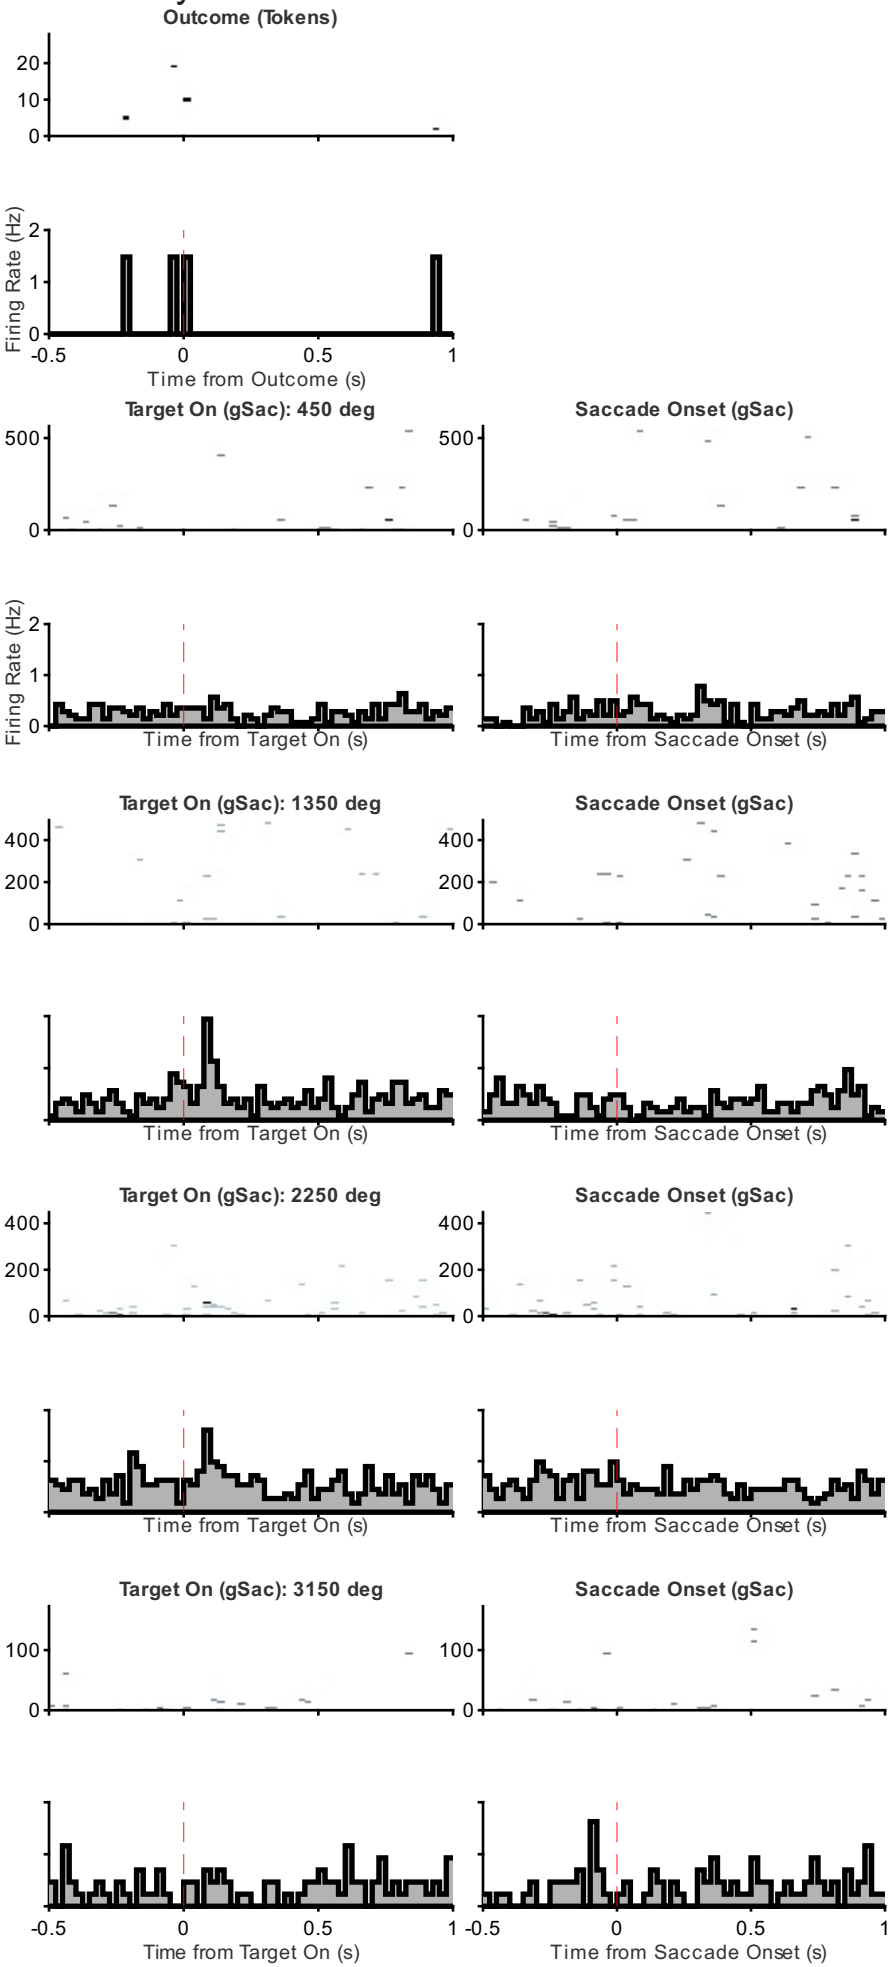 Outcome (Tokens)
20
10
0
Firing Rate (Hz)
2
1
0
-0.5 0 0.5 1
Time from Outcome (s)
Target On (gSac): 450 deg Saccade Onset (gSac)
500 500
0 0
Firing Rate (Hz)
2
1
0
Time from Target On (s) Time from Saccade Onset (s)
Target On (gSac): 1350 deg Saccade Onset (gSac)
400 400
200 200
0 0
Time from Target On (s) Time from Saccade Onset (s)
Target On (gSac): 2250 deg Saccade Onset (gSac)
400 400
200 200
0 0
Time from Target On (s) Time from Saccade Onset (s)
Target On (gSac): 3150 deg Saccade Onset (gSac)
100 100
0 0
-0.5 0 0.5 1 -0.5 0 0.5 1
Time from Target On (s) Time from Saccade Onset (s)